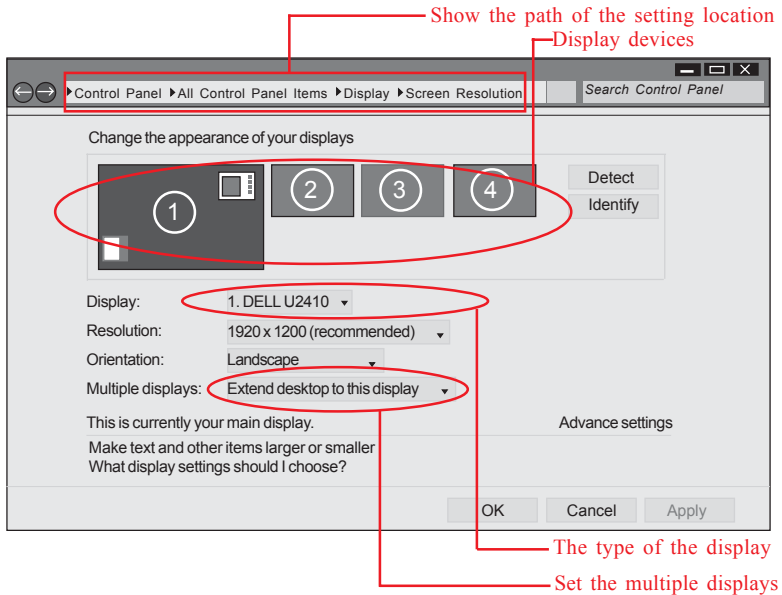 Show the path of the setting location
Display devices
Control Panel All Control Panel Items Display Screen Resolution
Search Control Panel
Change the appearance of your displays
1
2
3
4
Detect
Identify
Display: 1. DELL U2410
Resolution: 1920 x 1200 (recommended)
Orientation: Landscape
Multiple displays: Extend desktop to this display
This is currently your main display. Advance settings
Make text and other items larger or smaller
What display settings should I choose?
OK Cancel Apply
The type of the display
Set the multiple displays